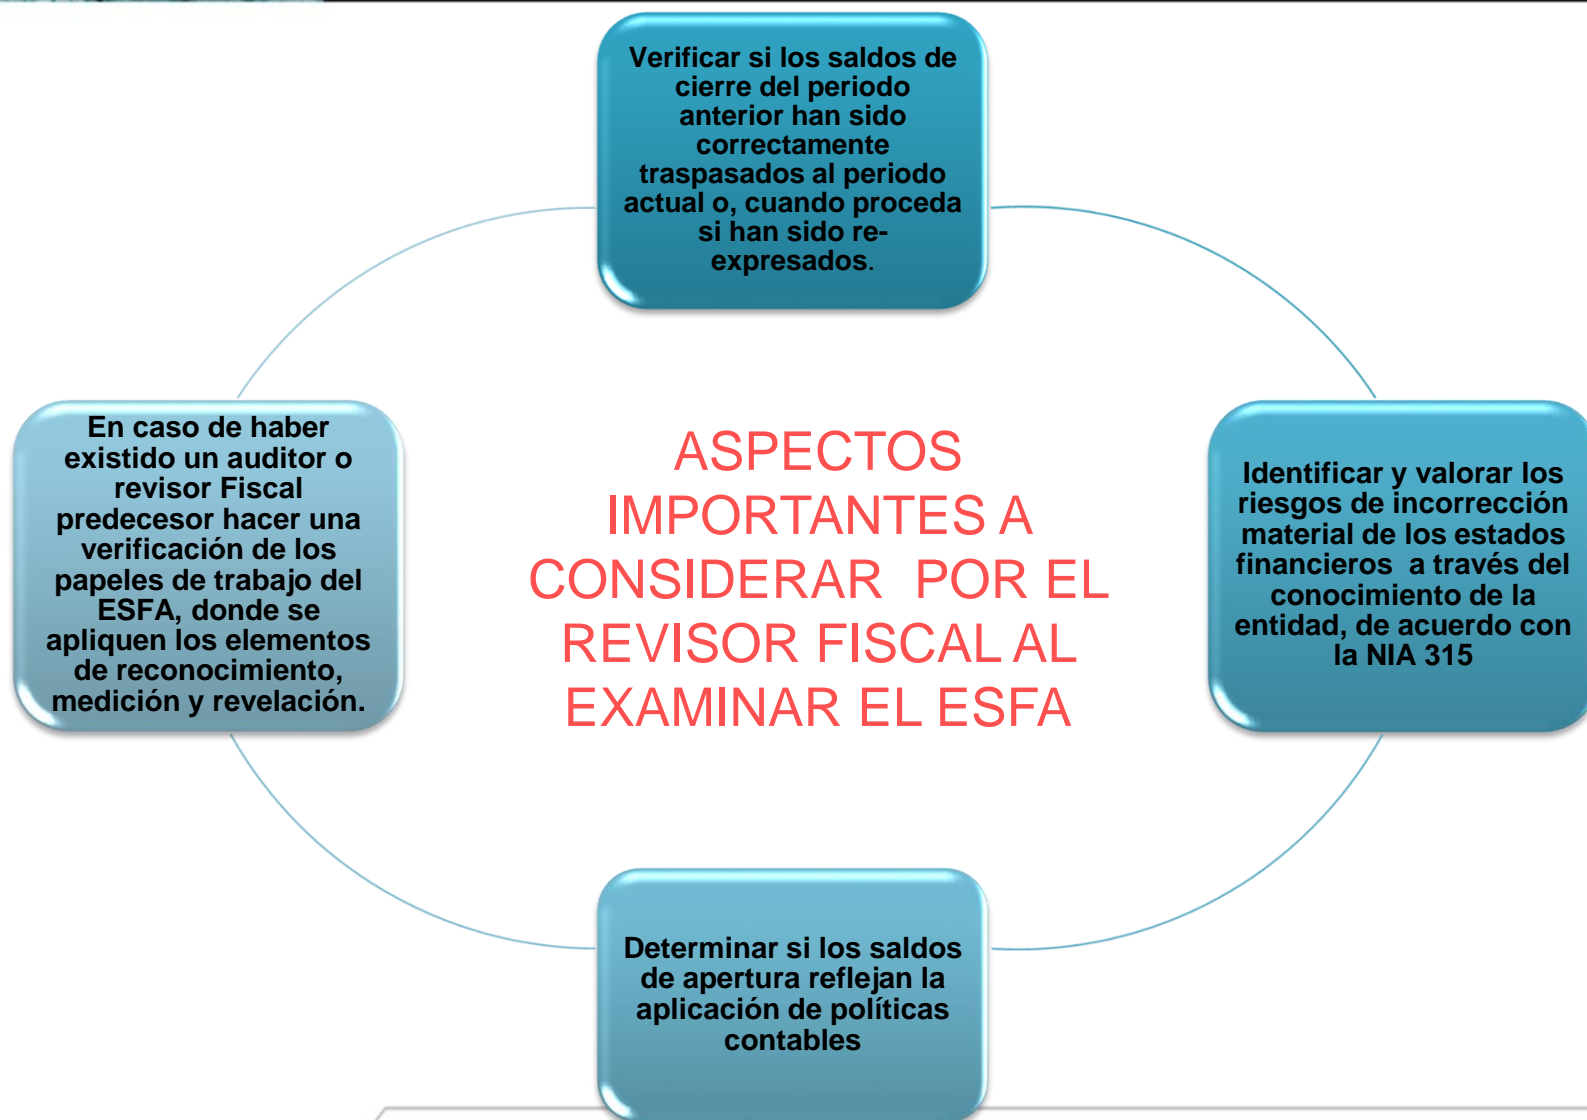 Verificar si los saldos de
cierre del periodo
anterior han sido
correctamente
traspasados al periodo
actual o, cuando proceda
si han sido re-
expresados.
En caso de haber
existido un auditor o
revisor Fiscal
predecesor hacer una
verificación de los
papeles de trabajo del
ESFA, donde se
apliquen los elementos
de reconocimiento,
medición y revelación.
ASPECTOS
IMPORTANTES A
CONSIDERAR POR EL
REVISOR FISCAL AL
EXAMINAR EL ESFA
Identificar y valorar los
riesgos de incorrección
material de los estados
financieros a través del
conocimiento de la
entidad, de acuerdo con
la NIA 315
Determinar si los saldos
de apertura reflejan la
aplicación de políticas
contables